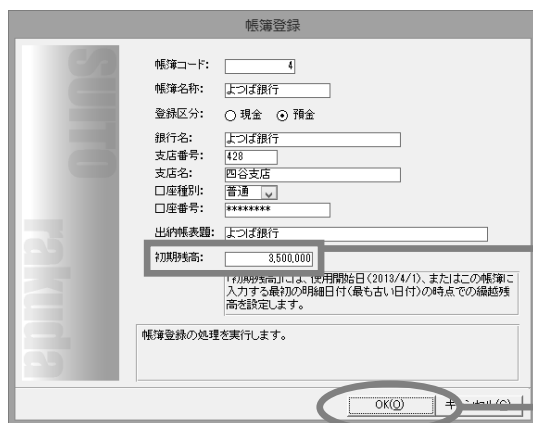 帳簿登録
SUITO
rakuda
帳簿コード: 4
帳簿名称: よつば銀行
登録区分: 現金 預金
銀行名: よつば銀行
支店番号: 428
支店名: 四谷支店
口座種別: 普通
口座番号: ********
出納帳表題: よつば銀行
初期残高: 3,500,000
「初期残高」には、使用開始日(2013/4/1)、またはこの帳簿に
入力する最初の明細日付(最も古い日付)の時点での繰越残
高を設定します。
帳簿登録の処理を実行します。
OK(O) キャンセル(C)